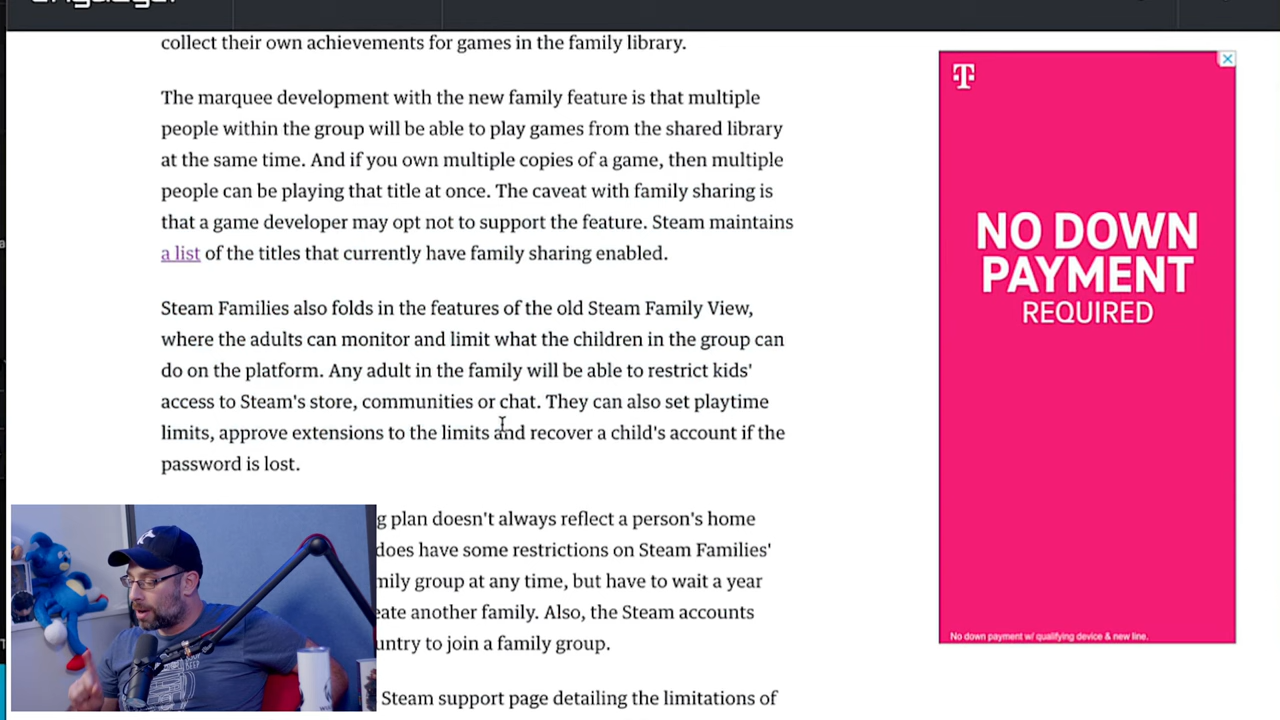 collect their own achievements for games in the family library.
The marquee development with the new family feature is that multiple
people within the group will be able to play games from the shared library
at the same time. And if you own multiple copies of a game, then multiple
people can be playing that title at once. The caveat with family sharing is
that a game developer may opt not to support the feature. Steam maintains
a list of the titles that currently have family sharing enabled.
Steam Families also folds in the features of the old Steam Family View,
where the adults can monitor and limit what the children in the group can
do on the platform. Any adult in the family will be able to restrict kids'
access to Steam's store, communities or chat. They can also set playtime
limits, approve extensions to the limits and recover a child's account if the
password is lost.
g plan doesn't always reflect a person's home
does have some restrictions on Steam Families'
mily group at any time, but have to wait a year
eate another family. Also, the Steam accounts
untry to join a family group.
Steam support page detailing the limitations of
T
NO DOWN
PAYMENT
REQUIRED
No down payment w/ qualifying device & new line.